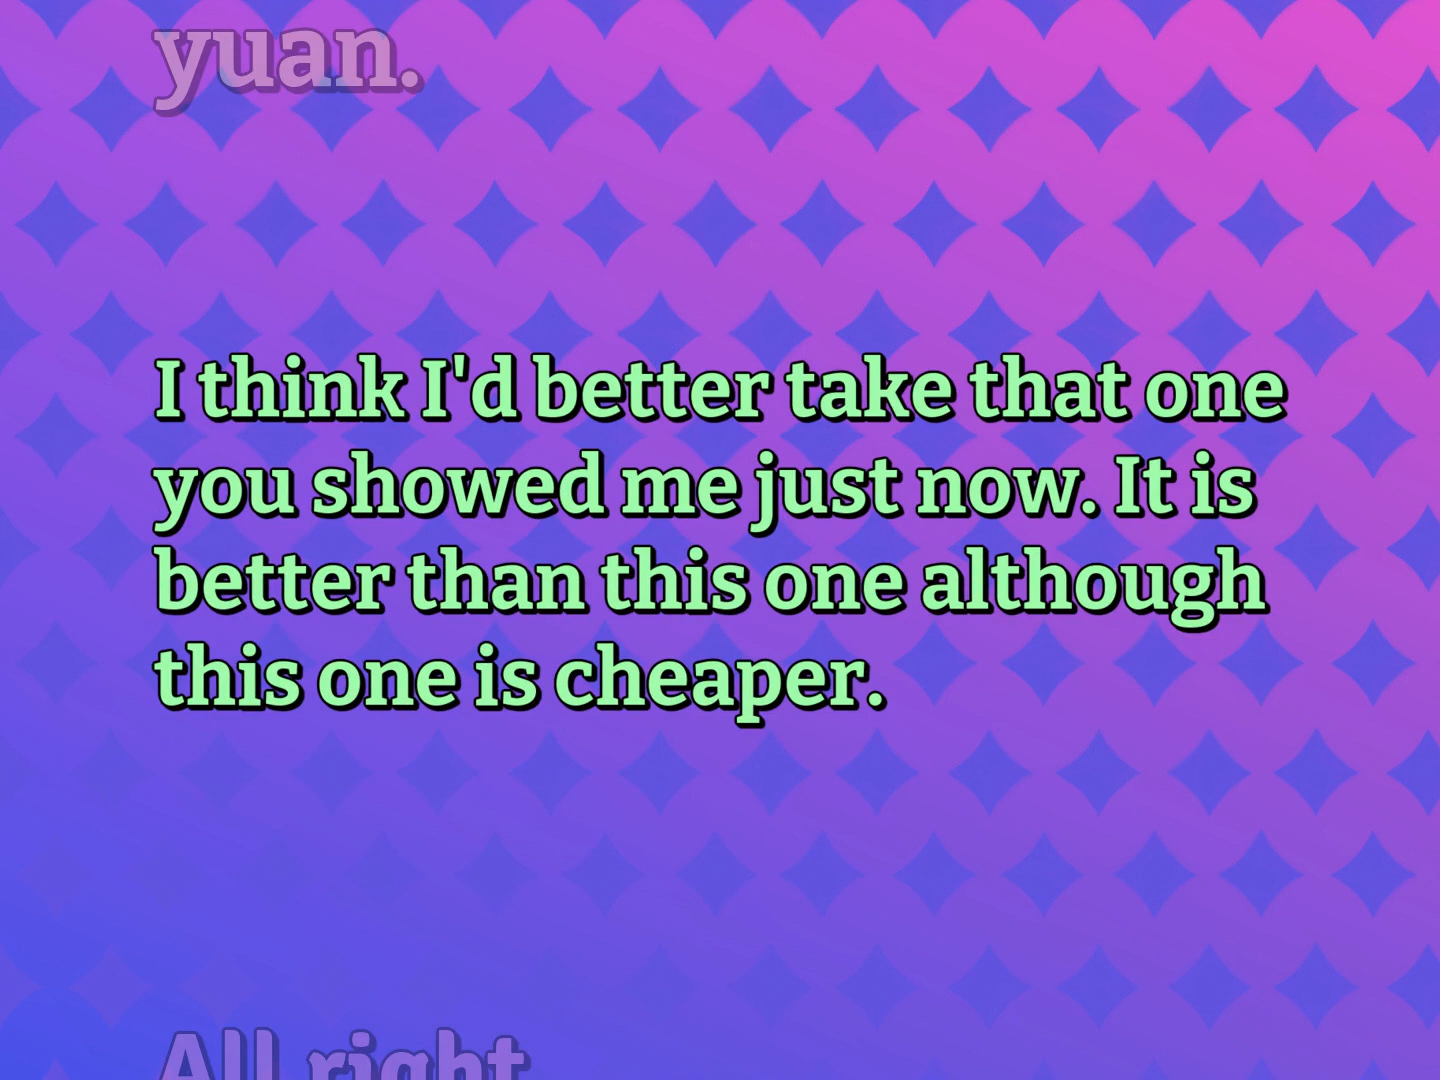 yuan.
I think I'd better take that one
you showed me just now. It is
better than this one although
this one is cheaper.
All right